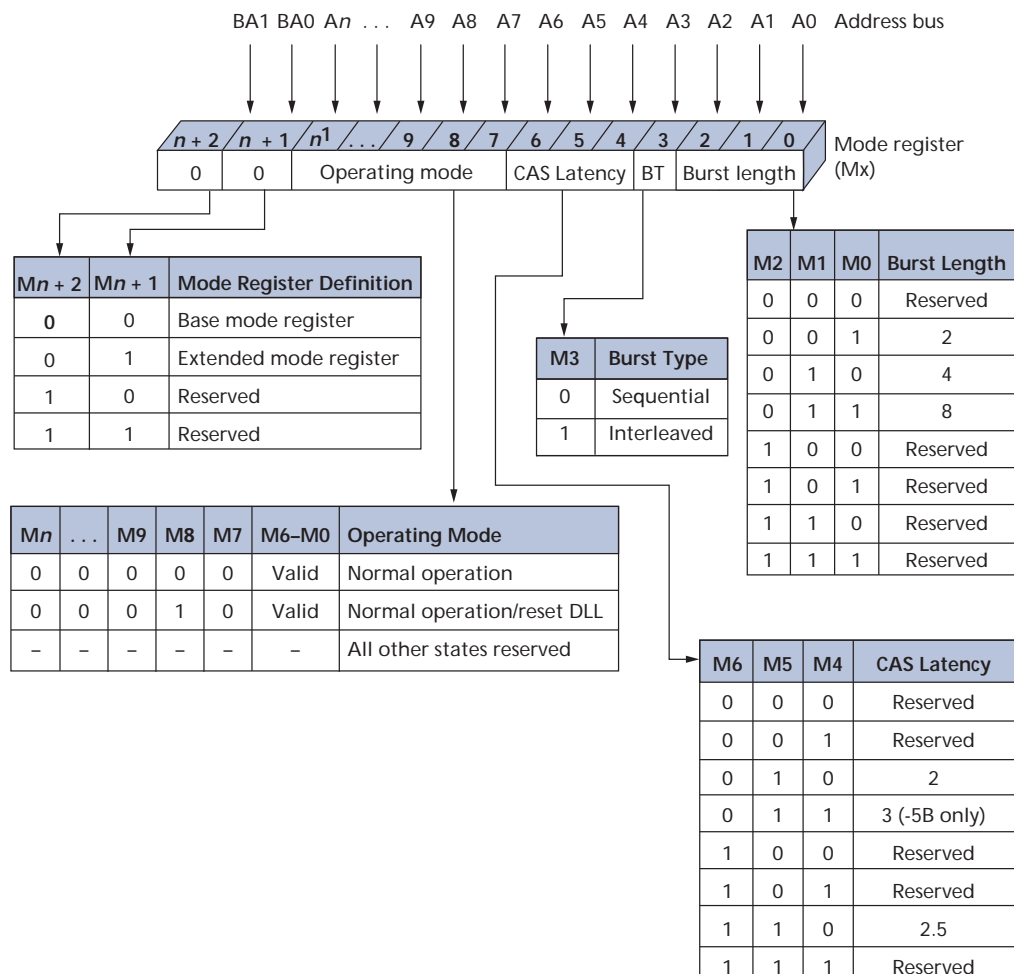 BA1 BA0 An . . . A9 A8 A7 A6 A5 A4 A3 A2 A1 A0 Address bus
n + 2 n + 1 n1 . . . 9 8 7 6 5 4 3 2 1 0 Mode register
(Mx)
0 0 Operating mode CAS Latency BT Burst length
Mn + 2 Mn + 1 Mode Register Definition
0 0 Base mode register
0 1 Extended mode register
1 0 Reserved
1 1 Reserved
M3 Burst Type
0 Sequential
1 Interleaved
M2 M1 M0 Burst Length
0 0 0 Reserved
0 0 1 2
0 1 0 4
0 1 1 8
1 0 0 Reserved
1 0 1 Reserved
1 1 0 Reserved
1 1 1 Reserved
Mn . . . M9 M8 M7 M6–M0 Operating Mode
0 0 0 0 0 Valid Normal operation
0 0 0 1 0 Valid Normal operation/reset DLL
– – – – – – All other states reserved
M6 M5 M4 CAS Latency
0 0 0 Reserved
0 0 1 Reserved
0 1 0 2
0 1 1 3 (-5B only)
1 0 0 Reserved
1 0 1 Reserved
1 1 0 2.5
1 1 1 Reserved